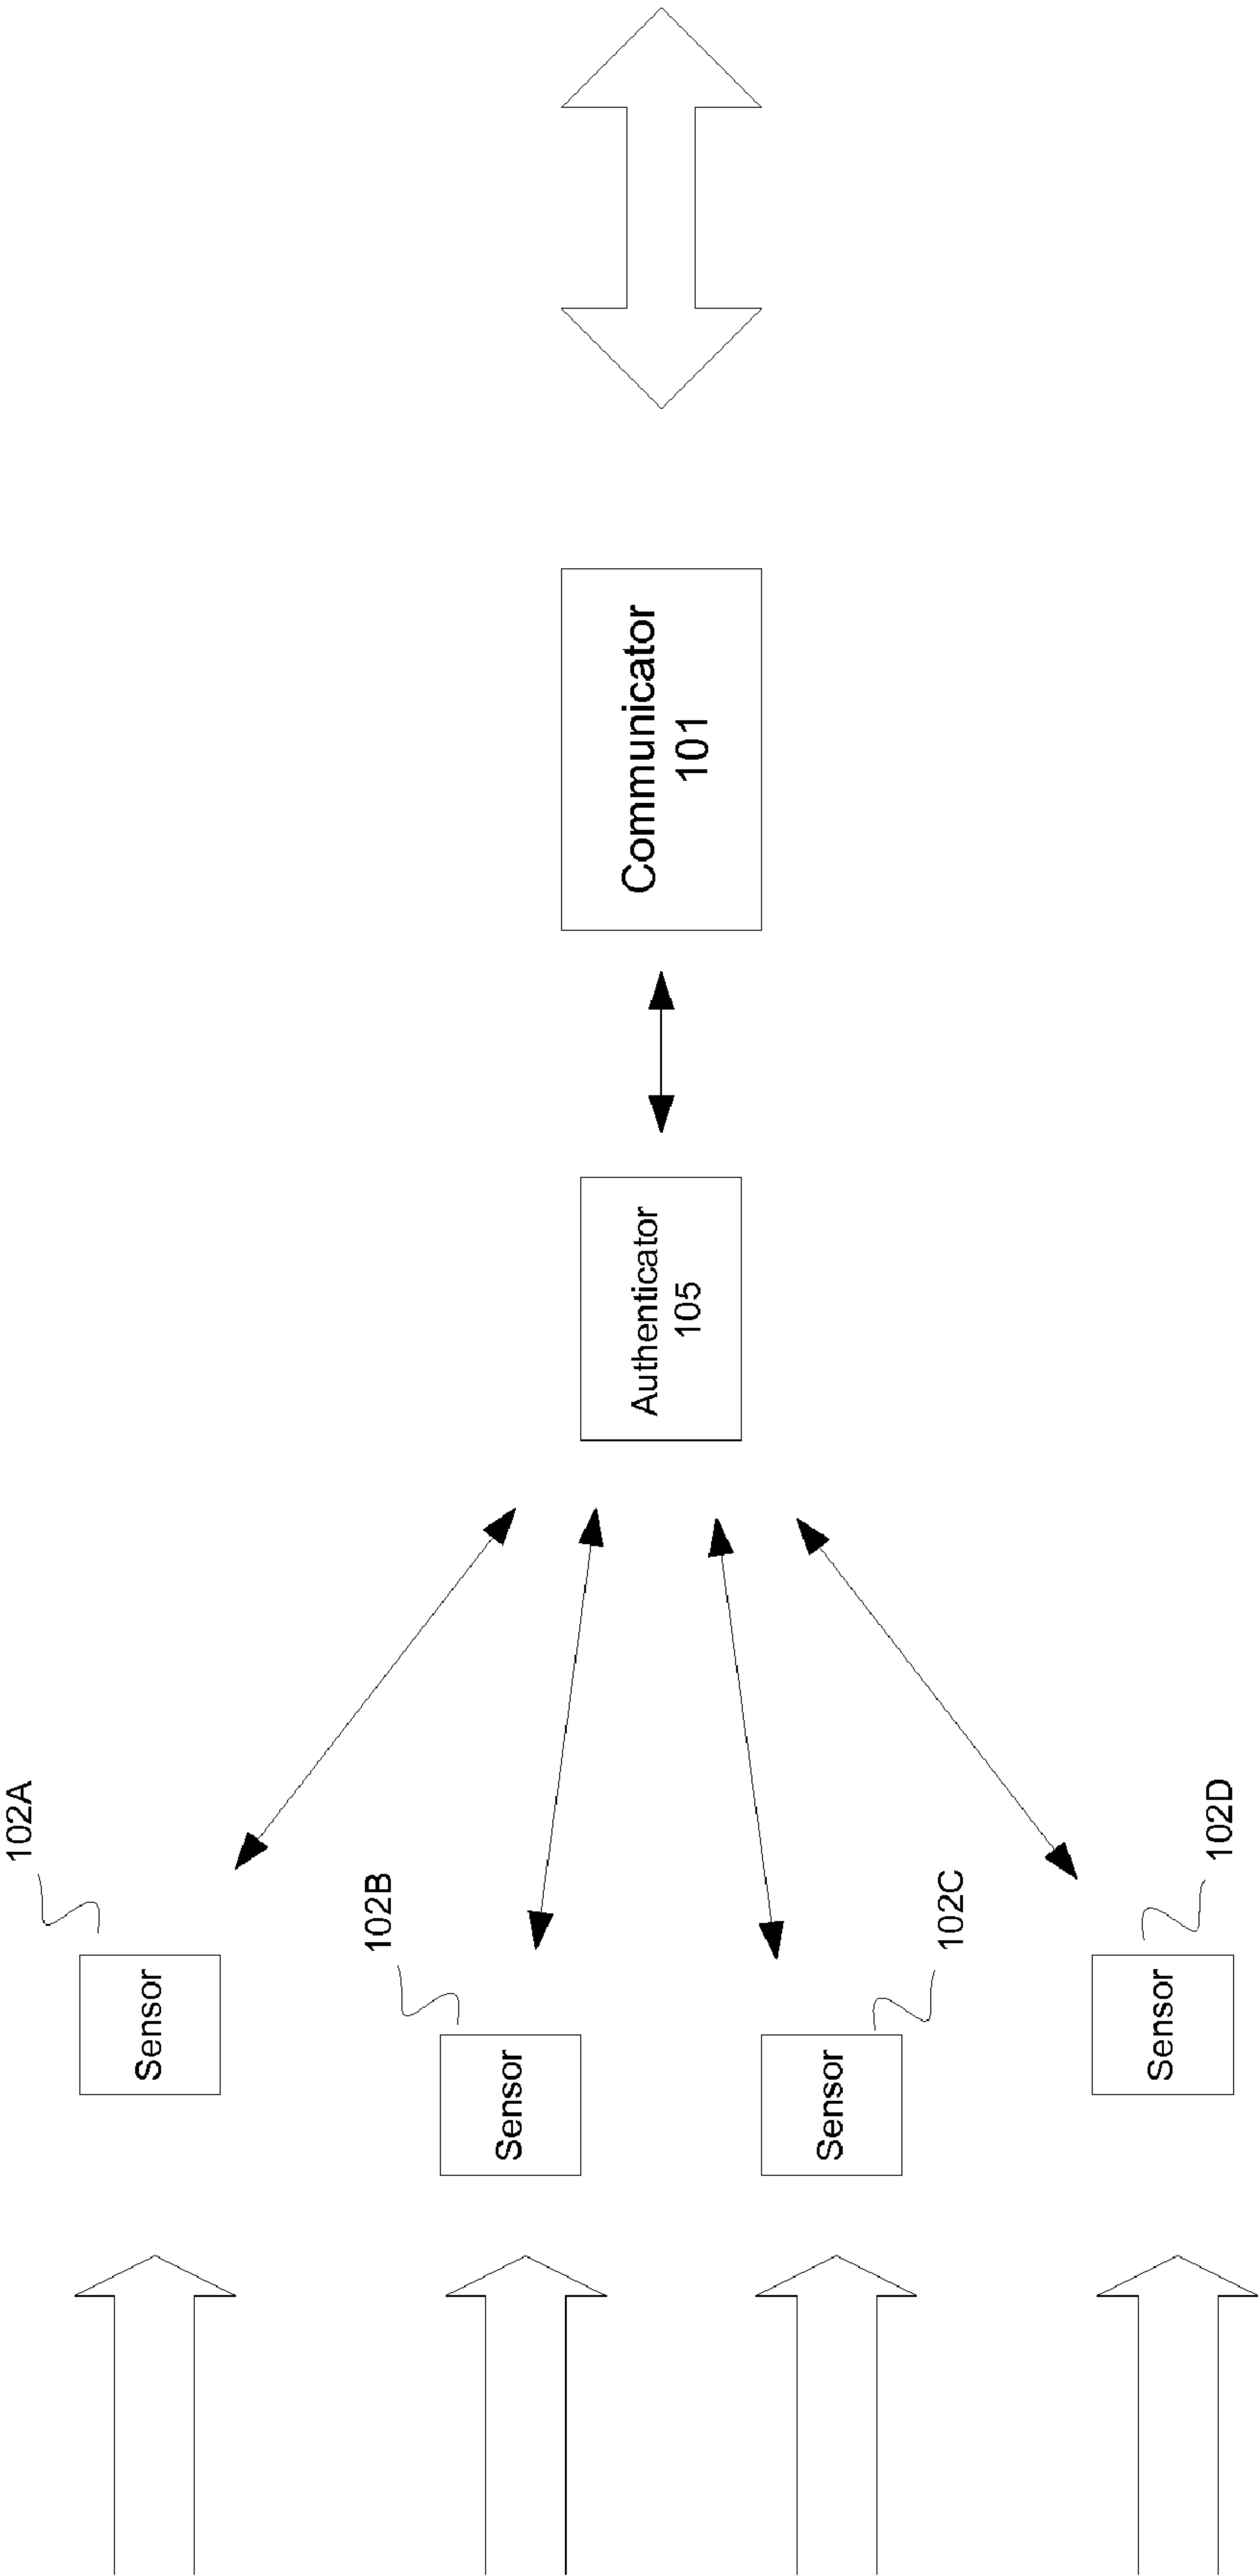 102A
Sensor
102B
Sensor
102C
Sensor
102D
Sensor
Authenticator
105
Communicator
101